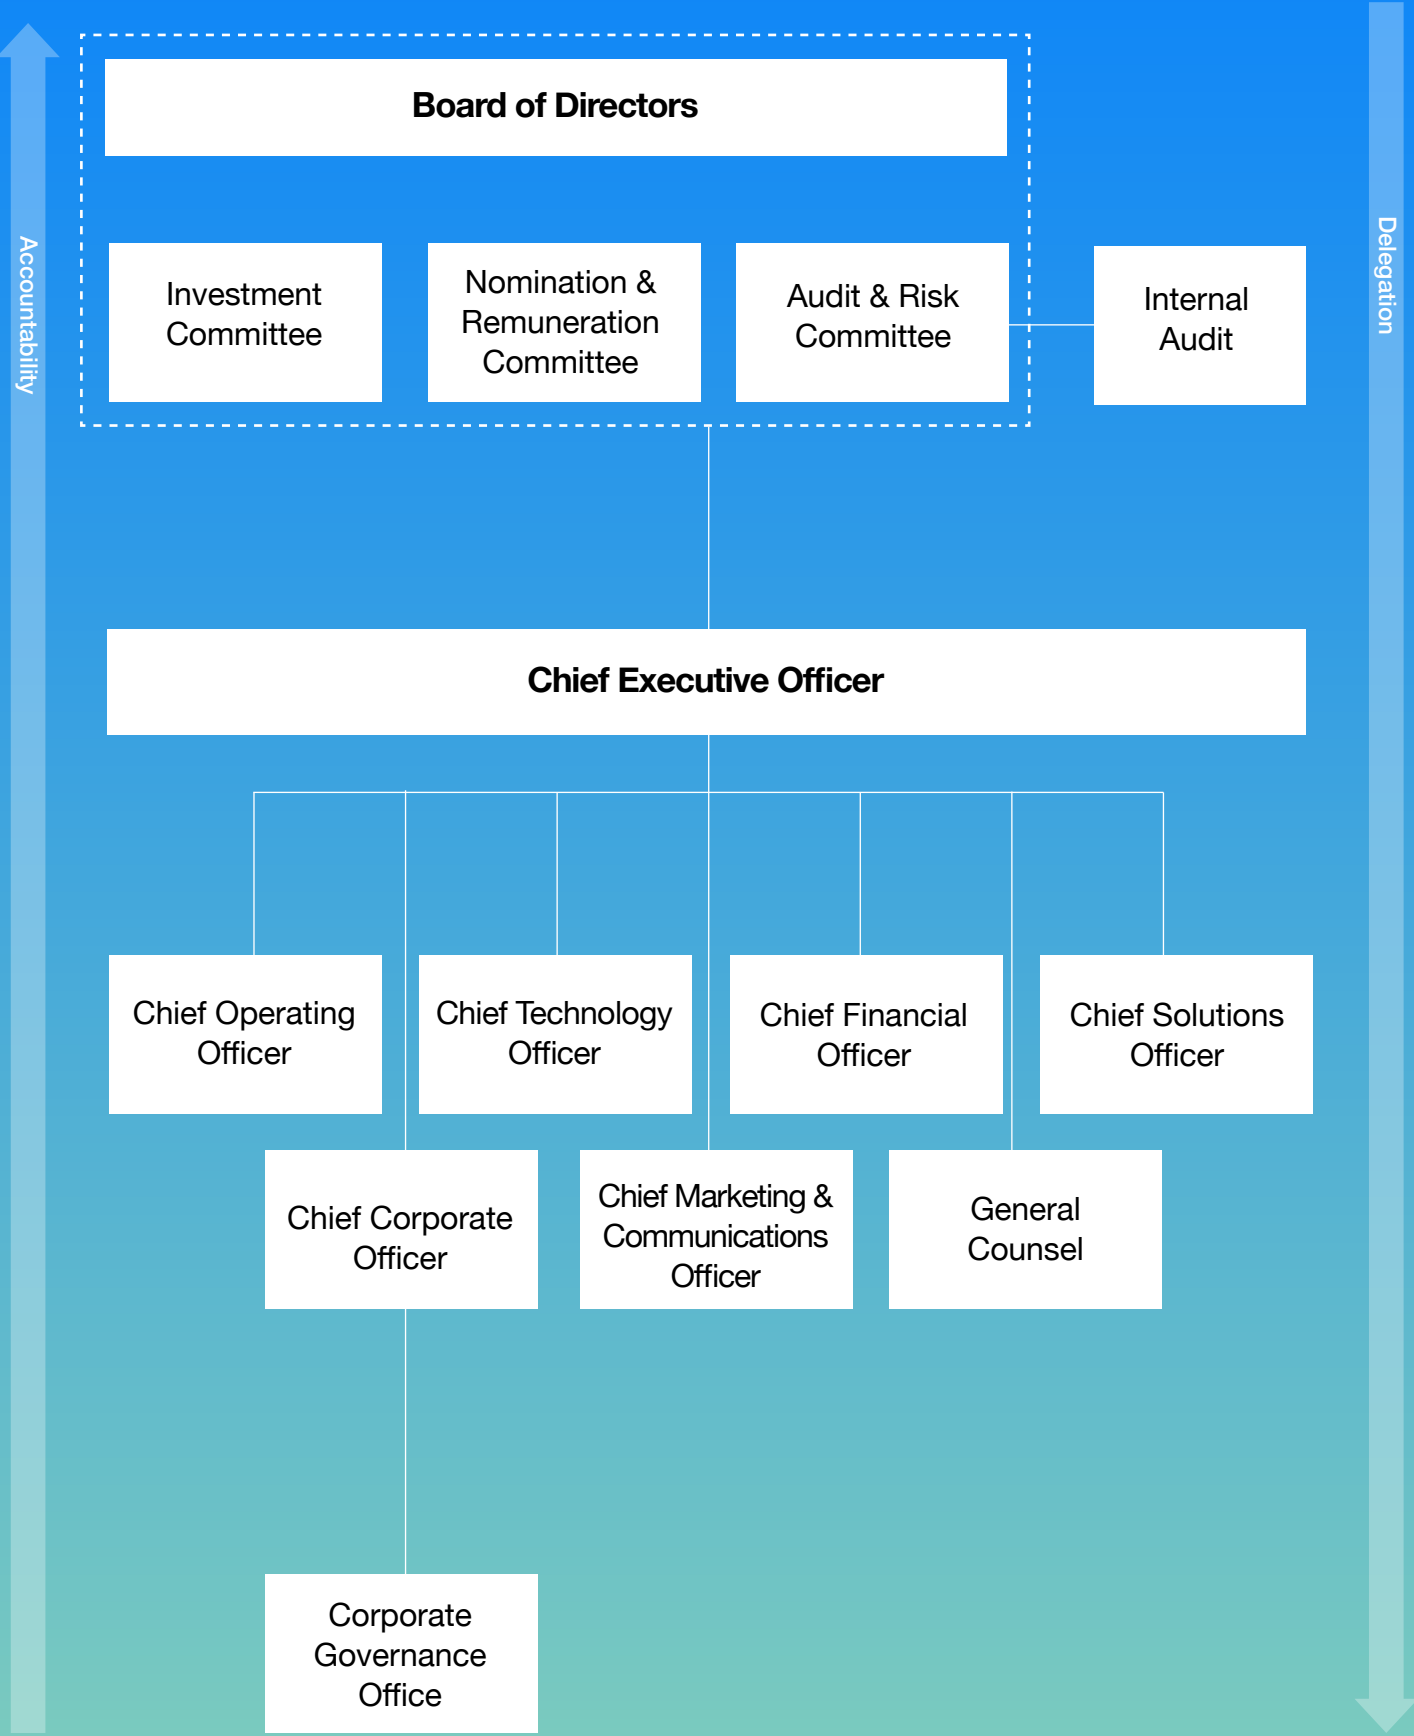 Board of Directors
Accountability
Delegation
Investment
Committee
Nomination &
Remuneration
Committee
Audit & Risk
Committee
Internal
Audit
Chief Executive Officer
Chief Operating
Officer
Chief Technology
Officer
Chief Financial
Officer
Chief Solutions
Officer
Chief Corporate
Officer
Chief Marketing &
Communications
Officer
General
Counsel
Corporate
Governance
Office